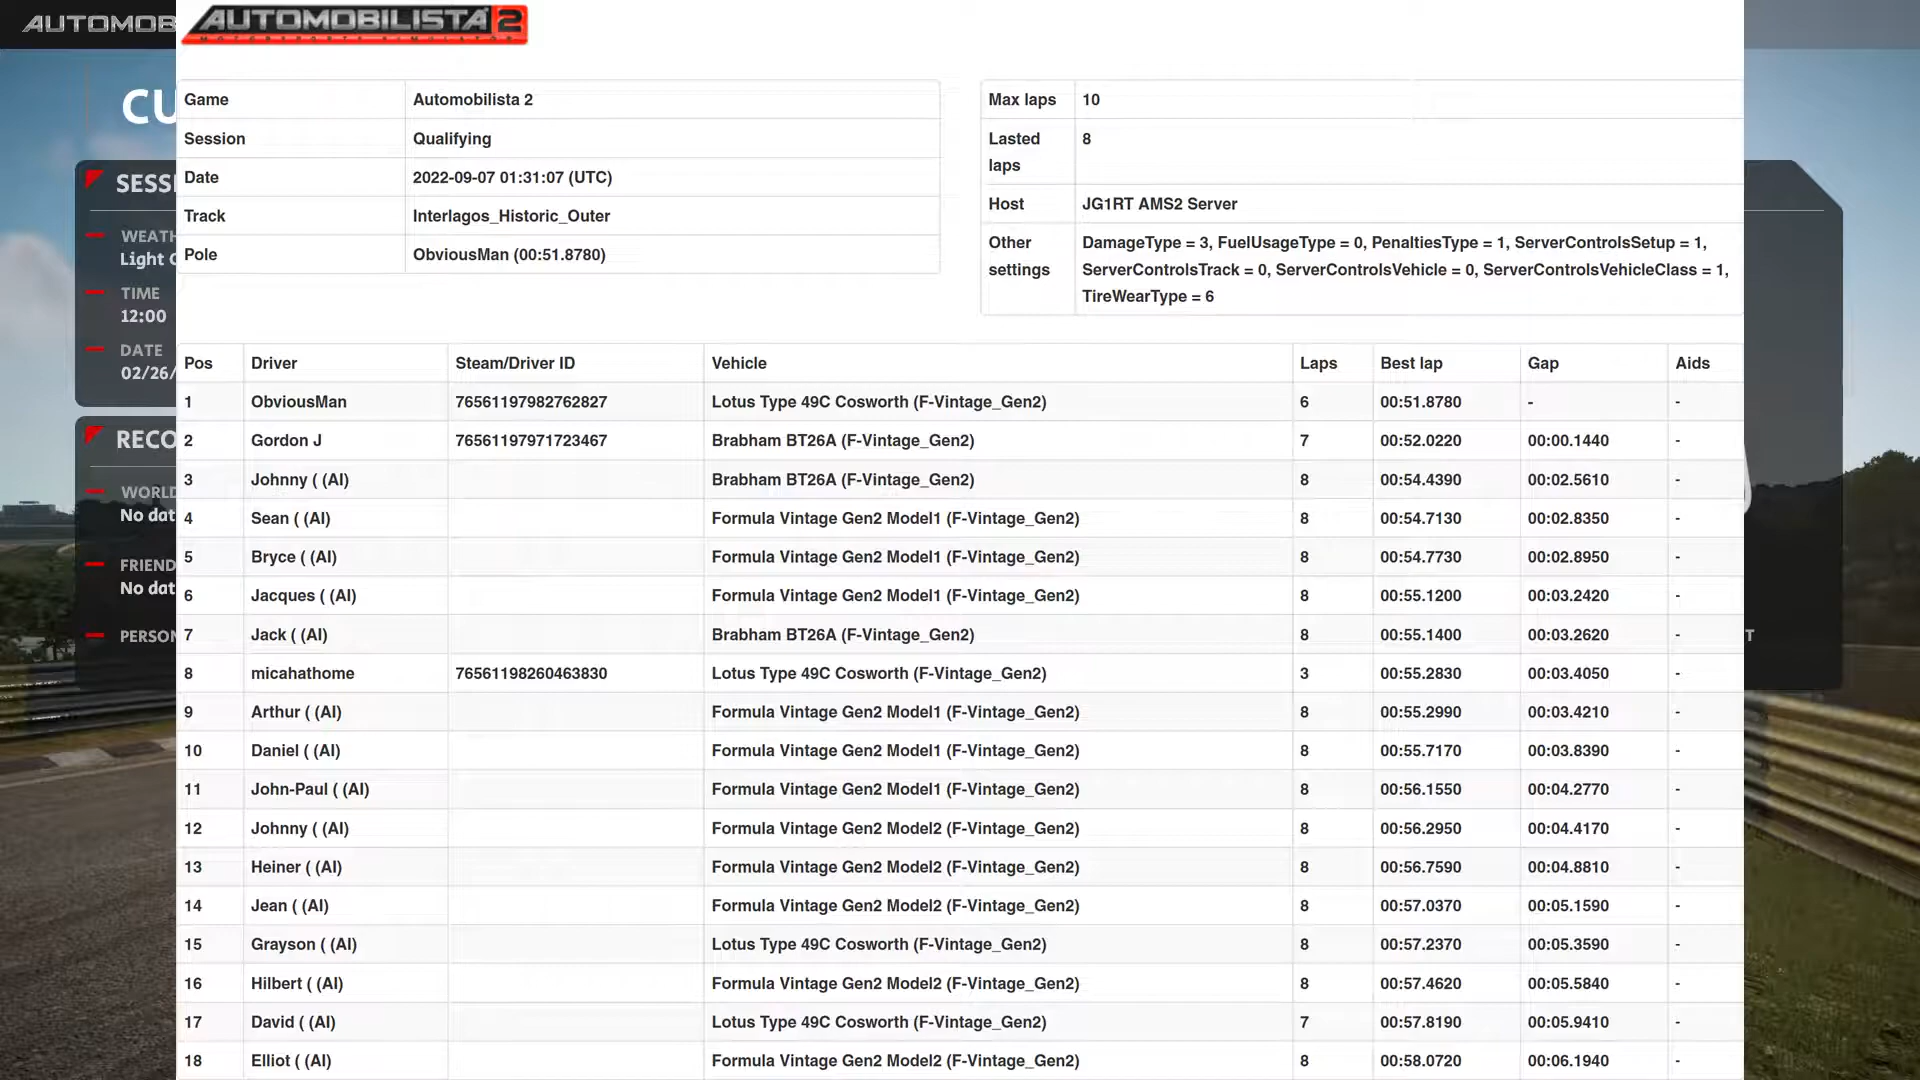 AUTOMOB
AUTOMOBILISTA 2
MOTORSPORTS SIMULATOR
CU
SESS
WEATH
Light C
TIME
12:00
DATE
02/26/
RECO
WORLD
No dat
FRIEND
No dat
PERSON
T
Game Automobilista 2
Session Qualifying
Date 2022-09-07 01:31:07 (UTC)
Track Interlagos_Historic_Outer
Pole ObviousMan (00:51.8780)
Max laps 10
Lasted 8
laps
Host JG1RT AMS2 Server
Other DamageType = 3, FuelUsageType = 0, PenaltiesType = 1, ServerControlsSetup = 1,
settings ServerControlsTrack = 0, ServerControlsVehicle = 0, ServerControlsVehicleClass = 1,
TireWearType = 6
Pos Driver Steam/Driver ID Vehicle Laps Best lap Gap Aids
1 ObviousMan 76561197982762827 Lotus Type 49C Cosworth (F-Vintage_Gen2) 6 00:51.8780 - -
2 Gordon J 76561197971723467 Brabham BT26A (F-Vintage_Gen2) 7 00:52.0220 00:00.1440 -
3 Johnny ( (AI) Brabham BT26A (F-Vintage_Gen2) 8 00:54.4390 00:02.5610 -
4 Sean ( (AI) Formula Vintage Gen2 Model1 (F-Vintage_Gen2) 8 00:54.7130 00:02.8350 -
5 Bryce ( (AI) Formula Vintage Gen2 Model1 (F-Vintage_Gen2) 8 00:54.7730 00:02.8950 -
6 Jacques ( (AI) Formula Vintage Gen2 Model1 (F-Vintage_Gen2) 8 00:55.1200 00:03.2420 -
7 Jack ( (AI) Brabham BT26A (F-Vintage_Gen2) 8 00:55.1400 00:03.2620 -
8 micahathome 76561198260463830 Lotus Type 49C Cosworth (F-Vintage_Gen2) 3 00:55.2830 00:03.4050 -
9 Arthur ( (AI) Formula Vintage Gen2 Model1 (F-Vintage_Gen2) 8 00:55.2990 00:03.4210 -
10 Daniel ( (AI) Formula Vintage Gen2 Model1 (F-Vintage_Gen2) 8 00:55.7170 00:03.8390 -
11 John-Paul ( (AI) Formula Vintage Gen2 Model1 (F-Vintage_Gen2) 8 00:56.1550 00:04.2770 -
12 Johnny ( (AI) Formula Vintage Gen2 Model2 (F-Vintage_Gen2) 8 00:56.2950 00:04.4170 -
13 Heiner ( (AI) Formula Vintage Gen2 Model2 (F-Vintage_Gen2) 8 00:56.7590 00:04.8810 -
14 Jean ( (AI) Formula Vintage Gen2 Model2 (F-Vintage_Gen2) 8 00:57.0370 00:05.1590 -
15 Grayson ( (AI) Lotus Type 49C Cosworth (F-Vintage_Gen2) 8 00:57.2370 00:05.3590 -
16 Hilbert ( (AI) Formula Vintage Gen2 Model2 (F-Vintage_Gen2) 8 00:57.4620 00:05.5840 -
17 David ( (AI) Lotus Type 49C Cosworth (F-Vintage_Gen2) 7 00:57.8190 00:05.9410 -
18 Elliot ( (AI) Formula Vintage Gen2 Model2 (F-Vintage_Gen2) 8 00:58.0720 00:06.1940 -